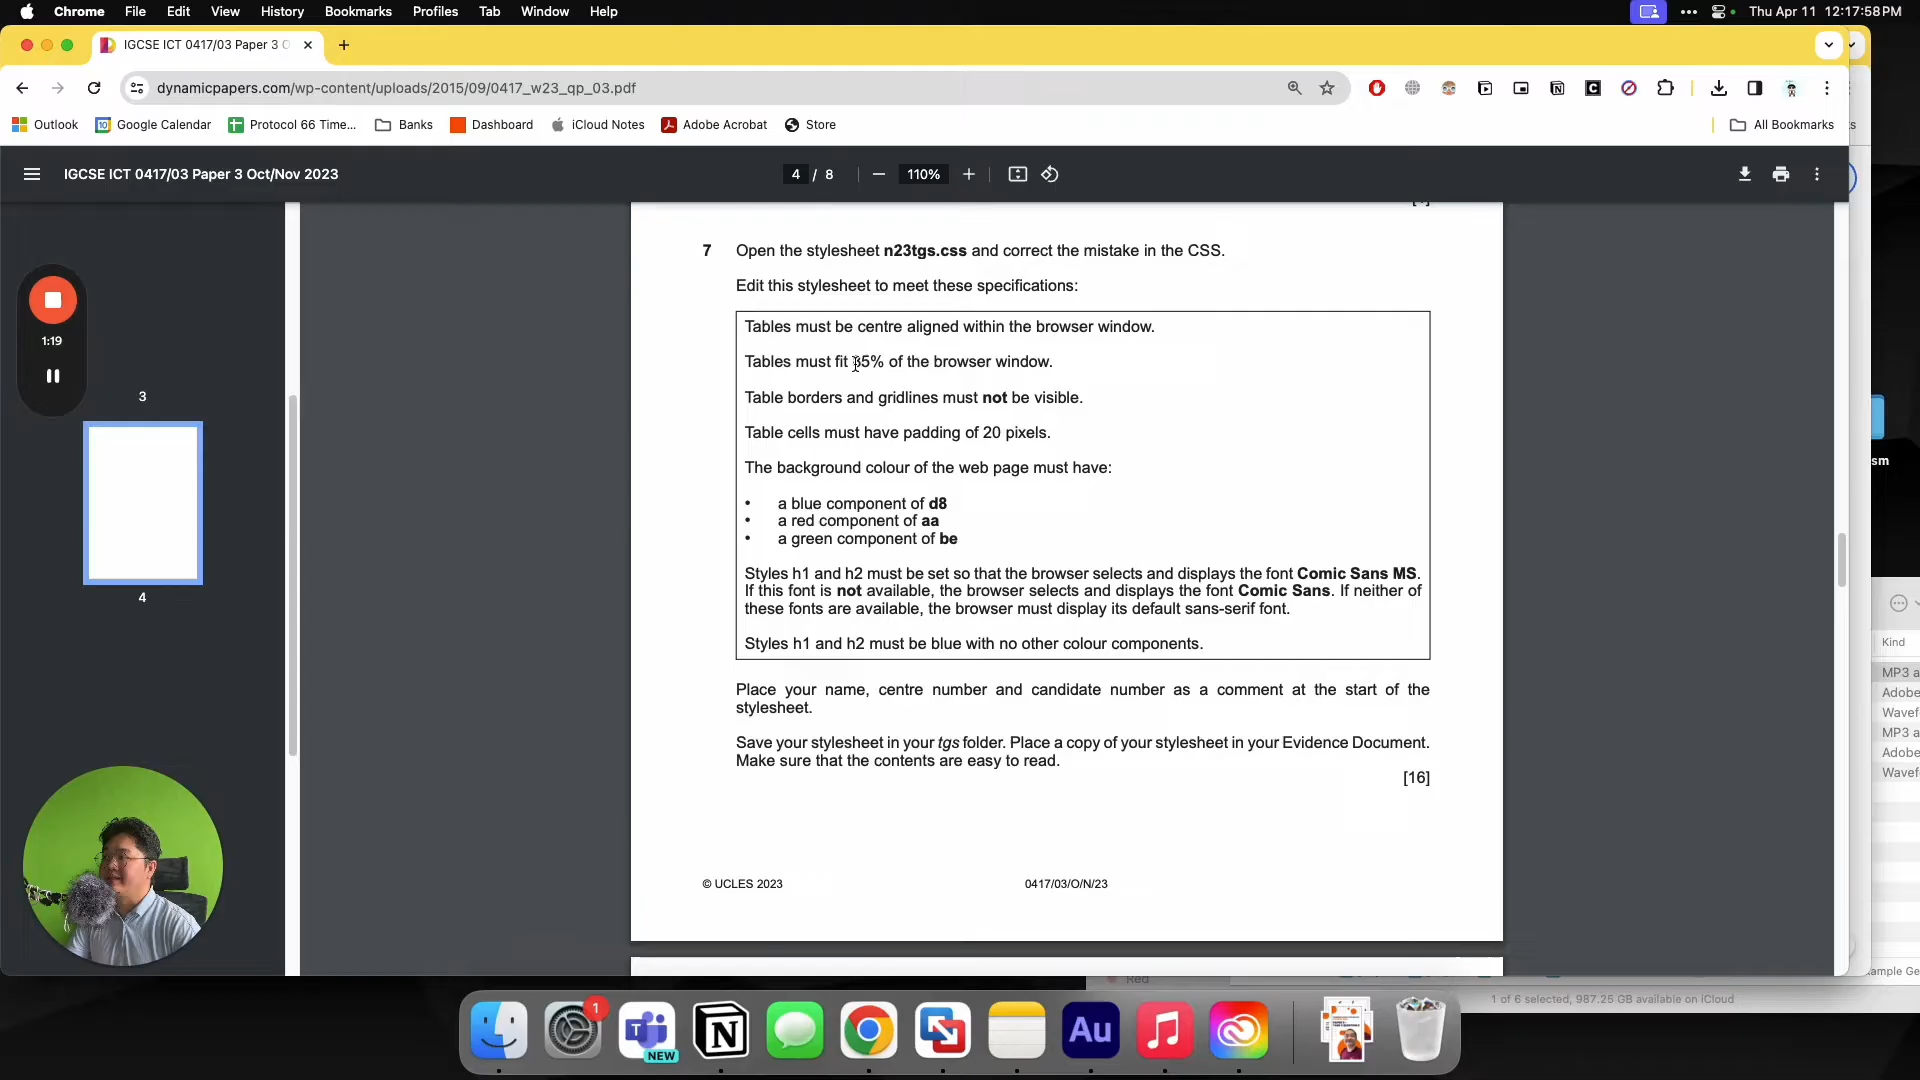 Chrome File Edit View History Bookmarks Profiles Tab Window Help
Thu Apr 11 12:17:58 PM
IGCSE ICT 0417/03 Paper 3 O
dynamicpapers.com/wp-content/uploads/2015/09/0417_w23_qp_03.pdf
Outlook Google Calendar Protocol 66 Time... Banks Dashboard iCloud Notes Adobe Acrobat Store All Bookmarks
IGCSE ICT 0417/03 Paper 3 Oct/Nov 2023
4 / 8
110%
1:19
3
4
7 Open the stylesheet n23tgs.css and correct the mistake in the CSS.
Edit this stylesheet to meet these specifications:
Tables must be centre aligned within the browser window.
Tables must fit of the browser window.
Table borders and gridlines must not be visible.
Table cells must have padding of 20 pixels.
The background colour of the web page must have:
• a blue component of d8
• a red component of aa
• a green component of be
Styles h1 and h2 must be set so that the browser selects and displays the font Comic Sans MS.
If this font is not available, the browser selects and displays the font Comic Sans. If neither of
these fonts are available, the browser must display its default sans-serif font.
Styles h1 and h2 must be blue with no other colour components.
Place your name, centre number and candidate number as a comment at the start of the
stylesheet.
Save your stylesheet in your tgs folder. Place a copy of your stylesheet in your Evidence Document.
Make sure that the contents are easy to read.
[16]
© UCLES 2023
0417/03/O/N/23
sm
Kind
MP3 a
Adobe
Wavef
MP3 a
Adobe
Wavef
ample Ge
Red
1 of 6 selected, 987.25 GB available on iCloud
1
NEW
Au